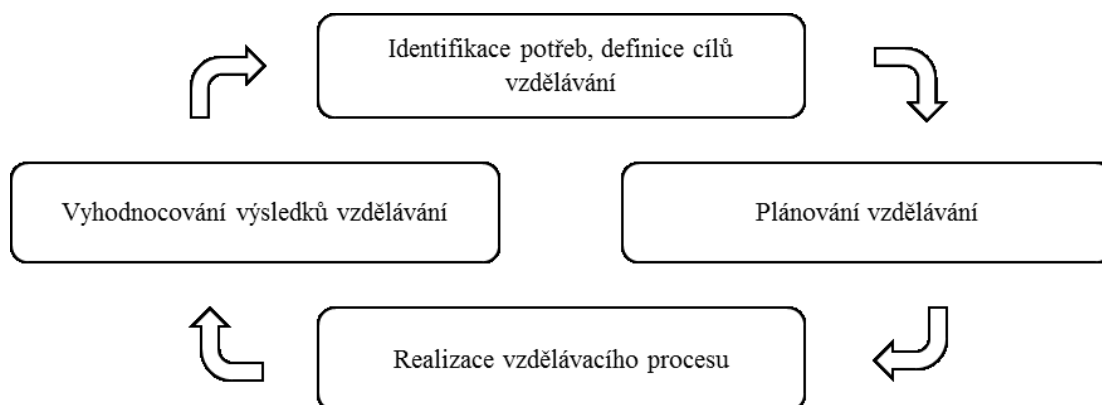 Identifikace potřeb, definice cílů
vzdělávání
Vyhodnocování výsledků vzdělávání
Plánování vzdělávání
Realizace vzdělávacího procesu